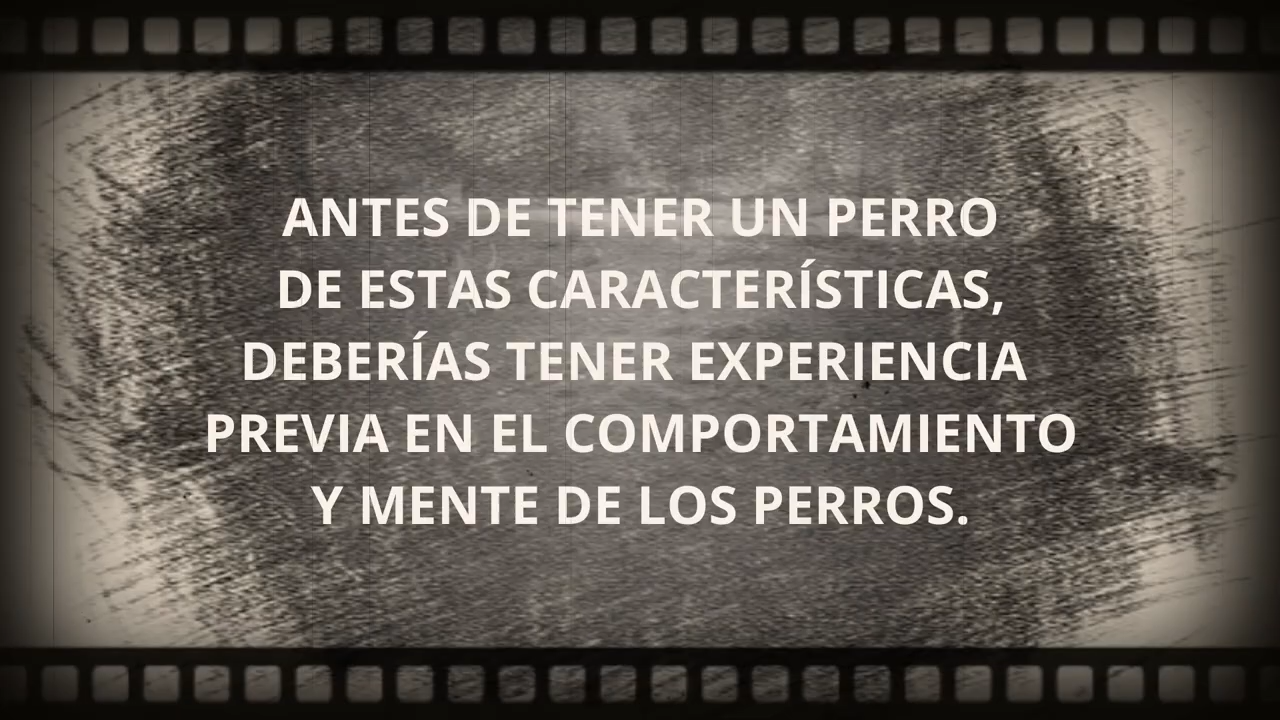 ANTES DE TENER UN PERRO
DE ESTAS CARACTERÍSTICAS,
DEBERÍAS TENER EXPERIENCIA
PREVIA EN EL COMPORTAMIENTO
Y MENTE DE LOS PERROS.